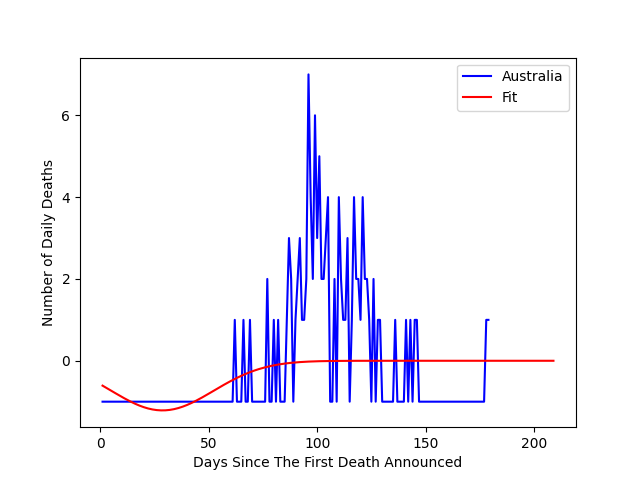 Australia
Fit
Number of Daily Deaths
6
4
2
0
0
50
100
150
200
Days Since The First Death Announced